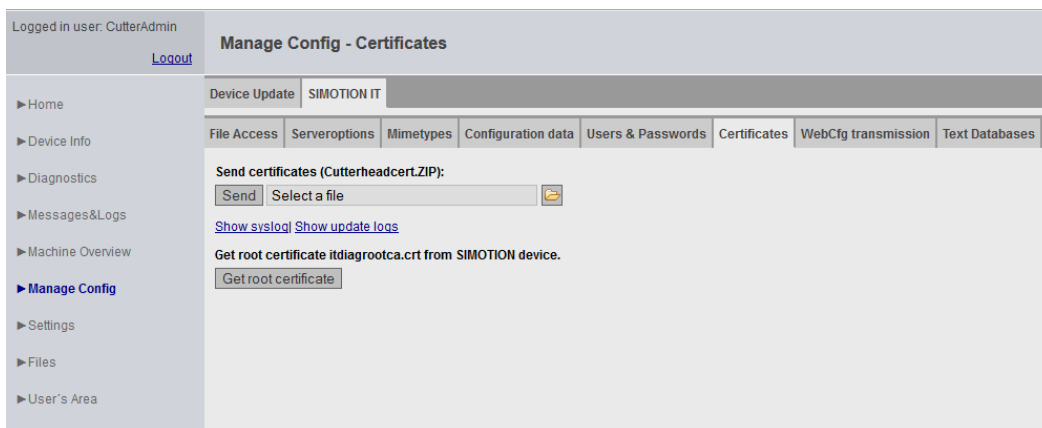 Logged in user: CutterAdmin
Logout
Manage Config - Certificates
Device Update SIMOTION IT
File Access Serveroptions Mimetypes Configuration data Users & Passwords Certificates WebCfg transmission Text Databases
►Home
►Device Info
►Diagnostics
►Messages&Logs
►Machine Overview
►Manage Config
►Settings
►Files
►User´s Area
Send certificates (Cutterheadcert.ZIP):
Send Select a file
Show syslog| Show update logs
Get root certificate itdiagrootca.crt from SIMOTION device.
Get root certificate